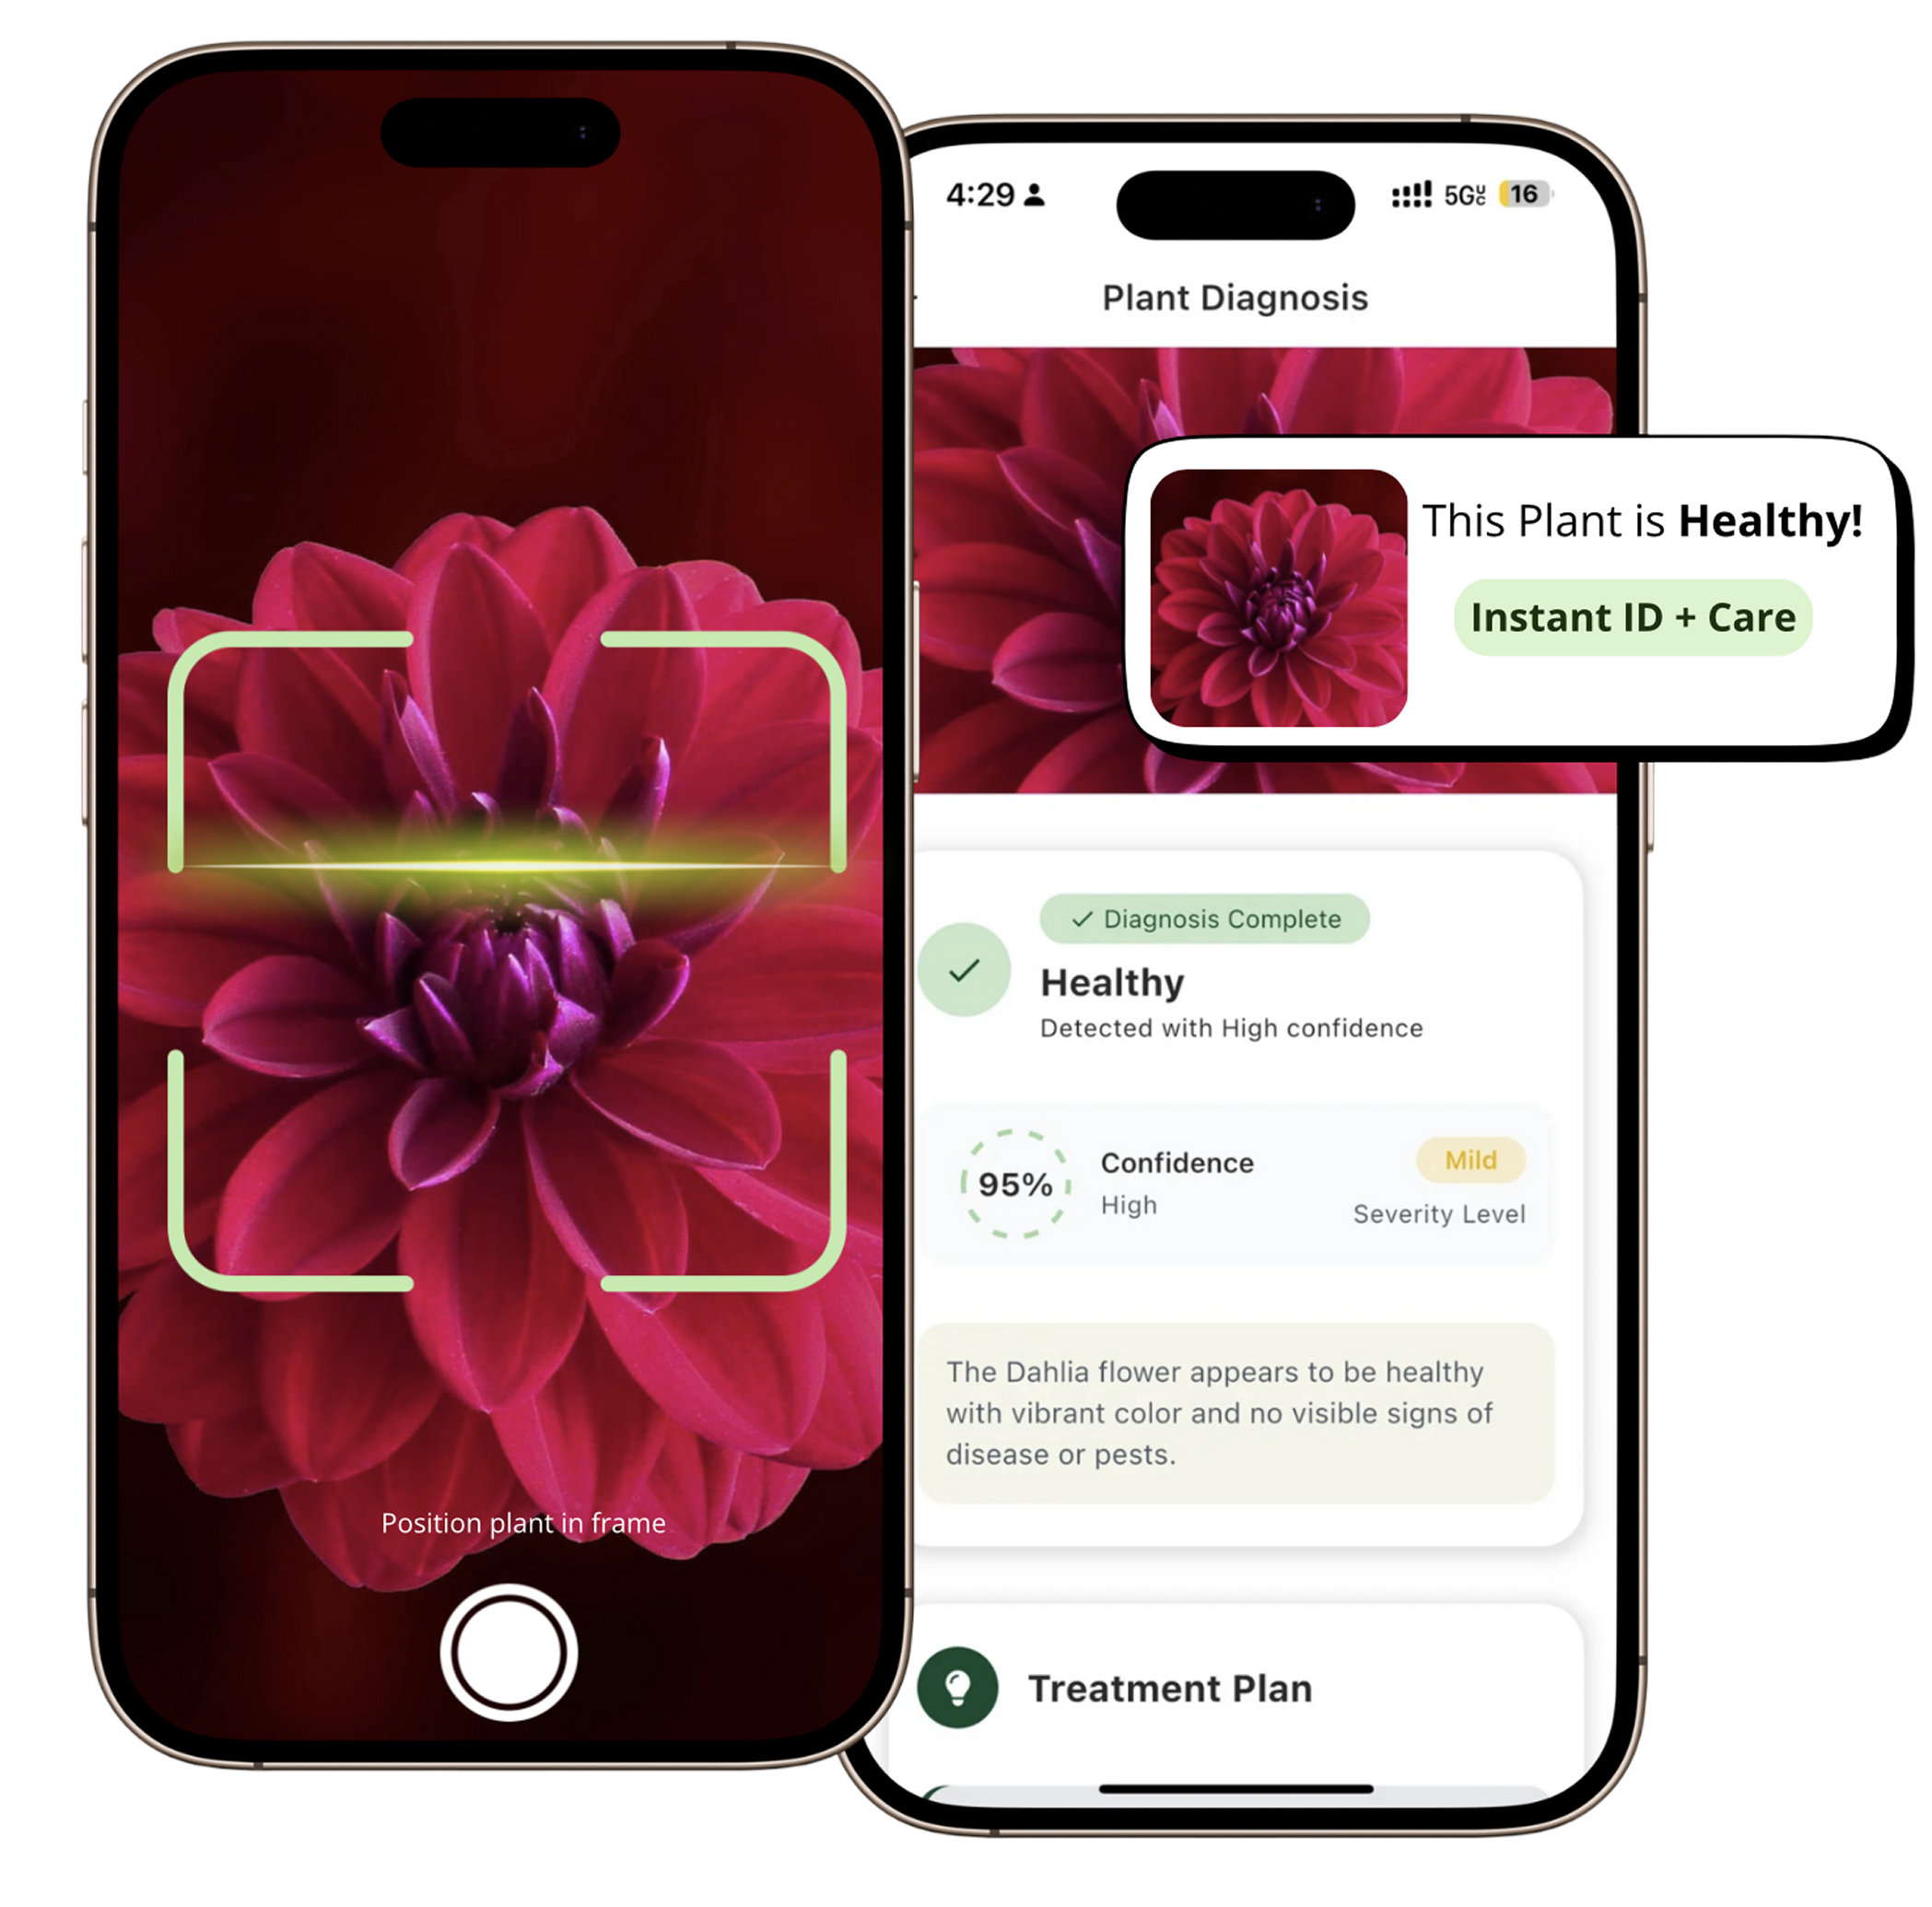 Position plant in frame
4:29
5Gᵁc
16
Plant Diagnosis
This Plant is Healthy!
Instant ID + Care
Diagnosis Complete
Healthy
Detected with High confidence
95%
Confidence
High
Mild
Severity Level
The Dahlia flower appears to be healthy
with vibrant color and no visible signs of
disease or pests.
Treatment Plan